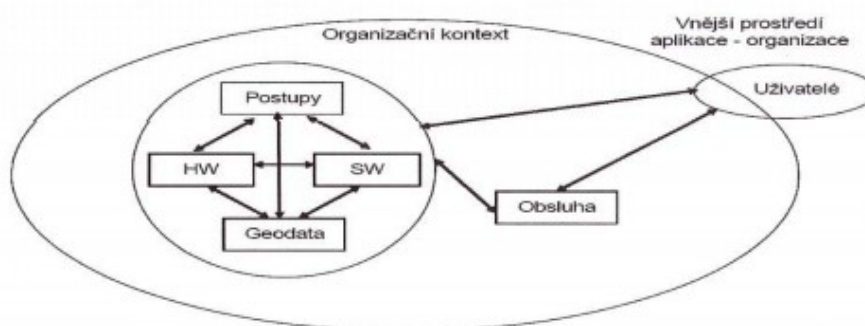 Vnější prostředí
aplikace - organizace
Organizační kontext
Uživatelé
Postupy
HW
SW
Obsluha
Geodata